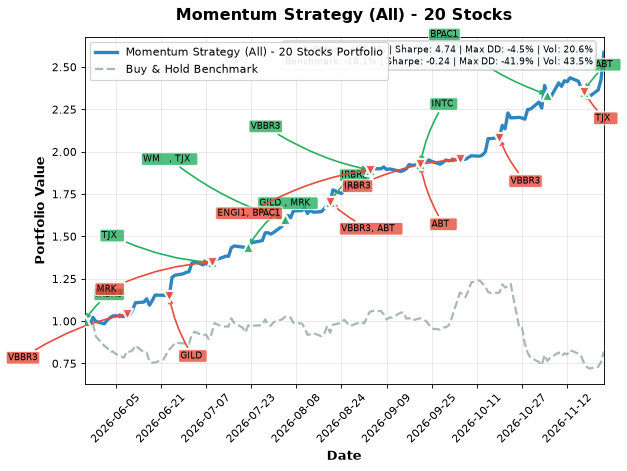 Momentum Strategy (All) - 20 Stocks
BPAC1
Momentum Strategy (All) - 20 Stocks Portfolio
| Sharpe: 4.74 | Max DD: -4.5% | Vol: 20.6%
Buy & Hold Benchmark
Benchmark: -18.1% | Sharpe: -0.24 | Max DD: -41.9% | Vol: 43.5%
ABT
INTC
TJX
VBBR3
WM , TJX
IRBR3
VBBR3
GILD , MRK
ENGI1, BPAC1
ABT
VBBR3, ABT
TJX
MRK
VBBR3
GILD
2.50
2.25
2.00
1.75
1.50
1.25
1.00
0.75
Portfolio Value
2026-06-05
2026-06-21
2026-07-07
2026-07-23
2026-08-08
2026-08-24
2026-09-09
2026-09-25
2026-10-11
2026-10-27
2026-11-12
Date